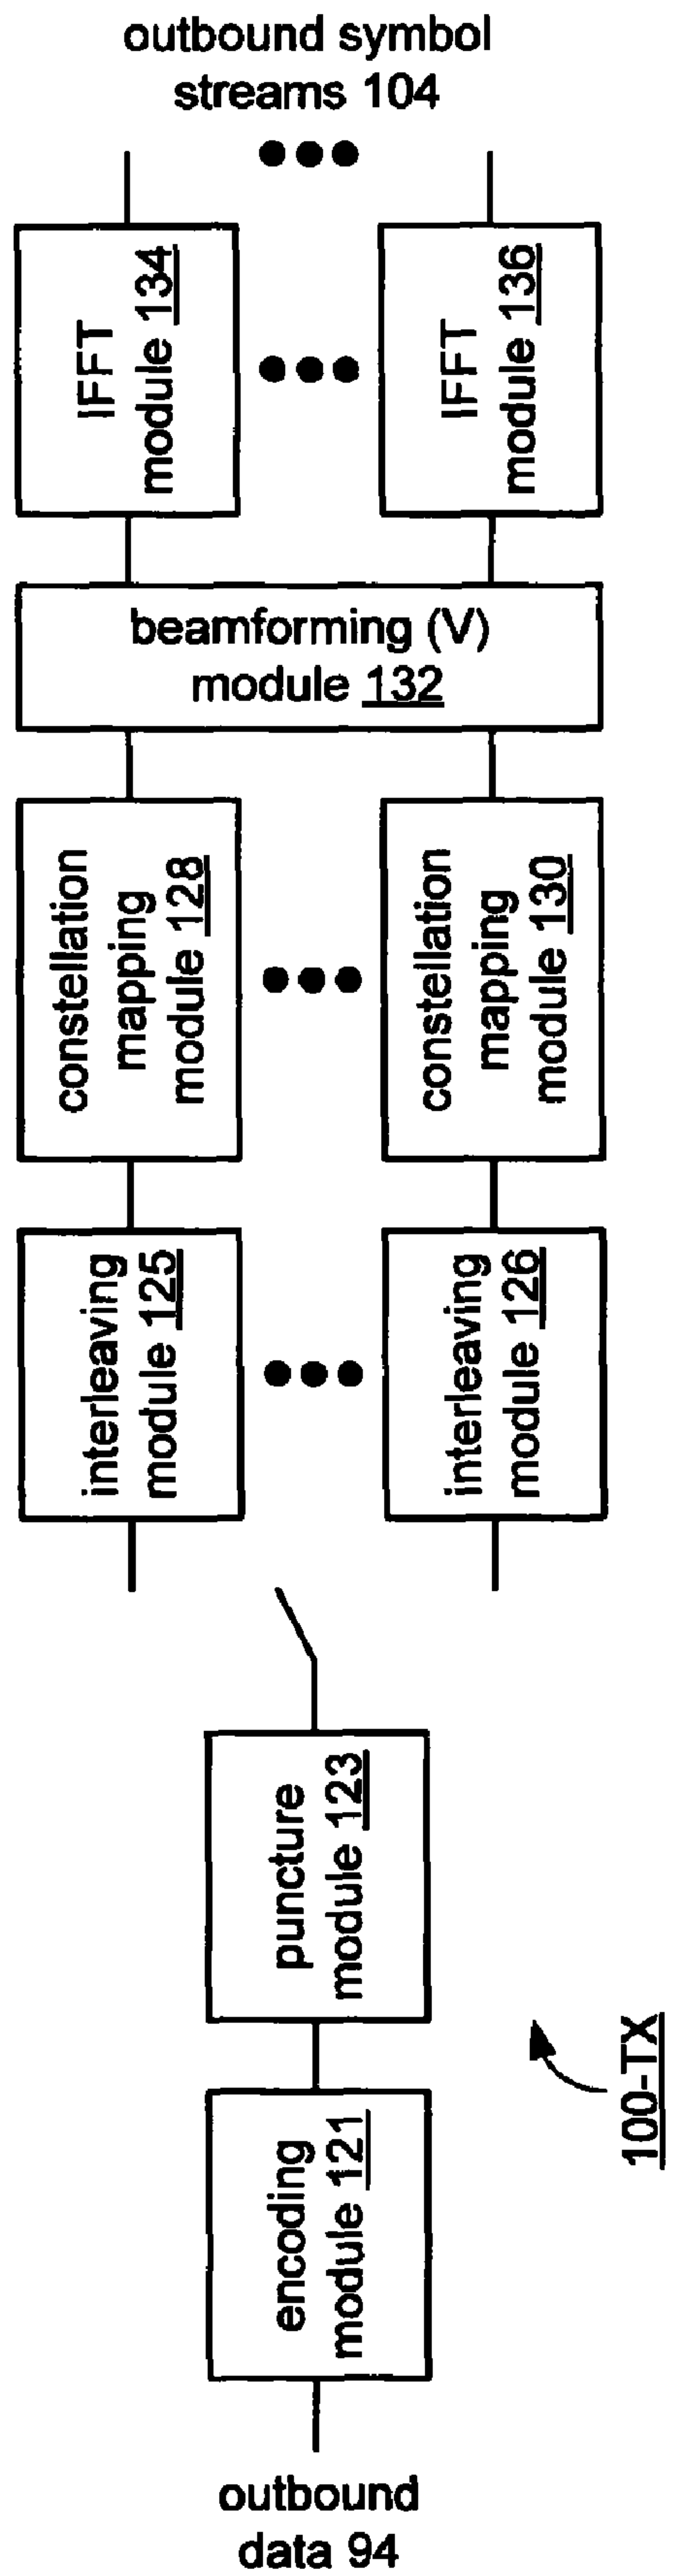 outbound symbol
streams 104
IFFT
module 134
IFFT
module 136
beamforming (V)
module 132
constellation
mapping
module 128
constellation
mapping
module 130
interleaving
module 125
interleaving
module 126
puncture
module 123
encoding
module 121
100-TX
outbound
data 94